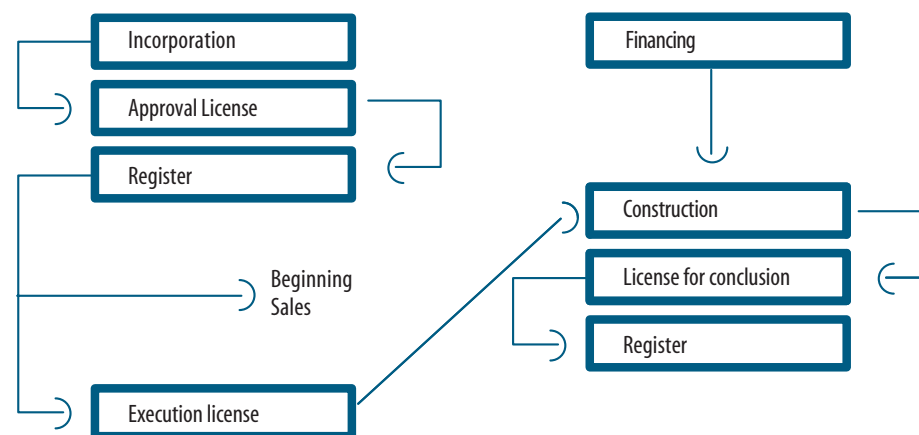 Incorporation
Approval License
Register
Beginning
Sales
Execution license
Financing
Construction
License for conclusion
Register